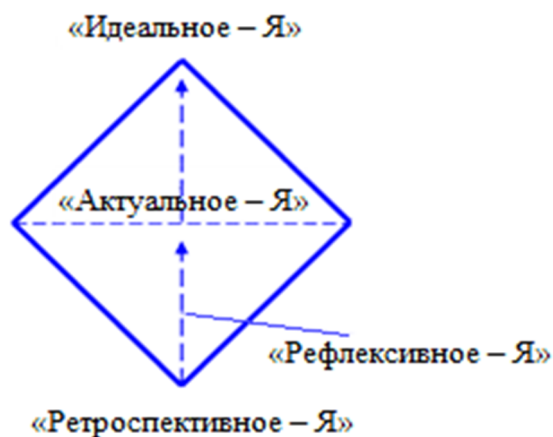 «Идеальное – Я»
«Актуальное – Я»
«Рефлексивное – Я»
«Ретроспективное – Я»